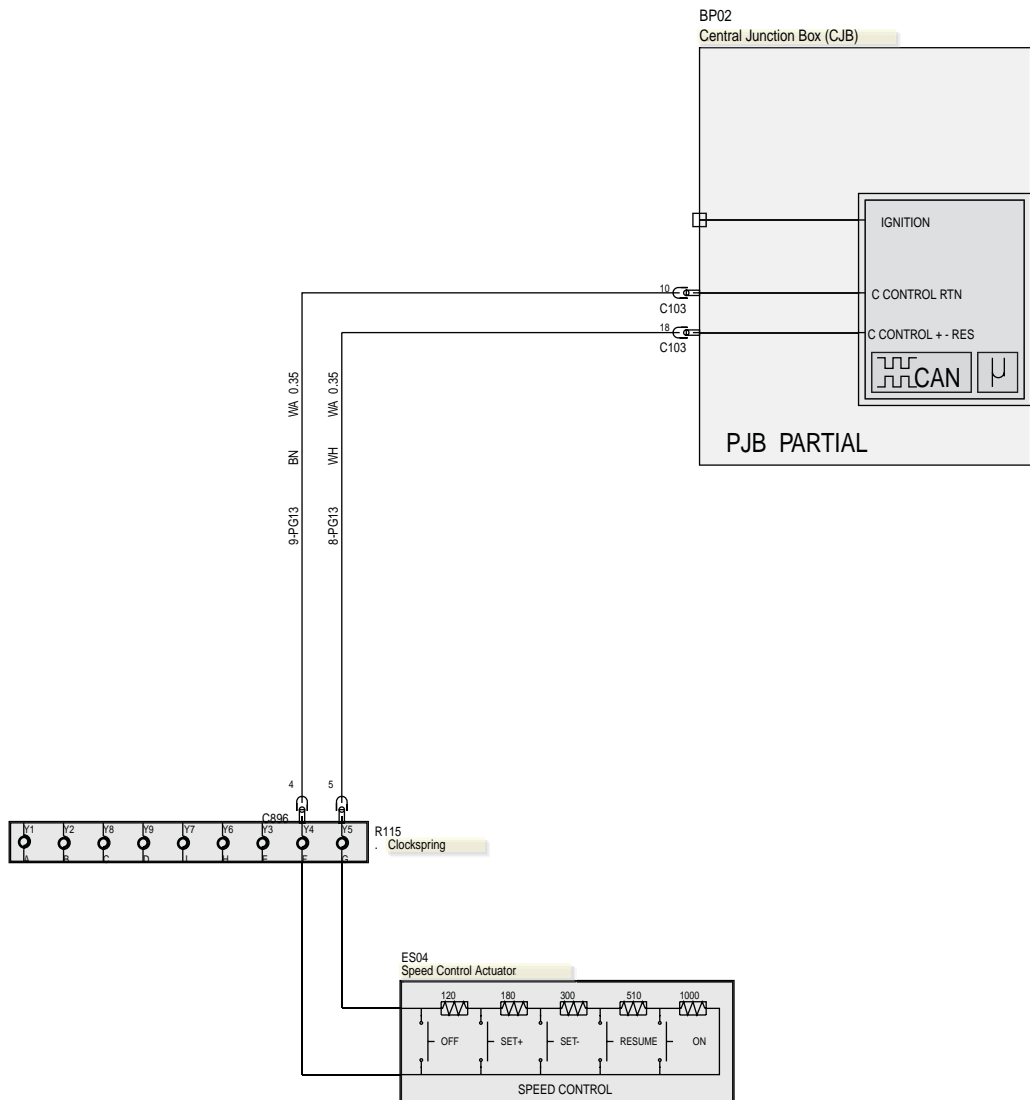 BP02
Central Junction Box (CJB)
IGNITION
10
C103
C CONTROL RTN
18
C103
C CONTROL + - RES
CAN
µ
PJB PARTIAL
9-PG13 BN WA 0.35
8-PG13 WH WA 0.35
4
5
C896
Y1 Y2 Y8 Y9 Y7 Y6 Y3 Y4 Y5
A B C D H E F G
R115
. Clockspring
ES04
Speed Control Actuator
120 180 300 510 1000
OFF SET+ SET- RESUME ON
SPEED CONTROL